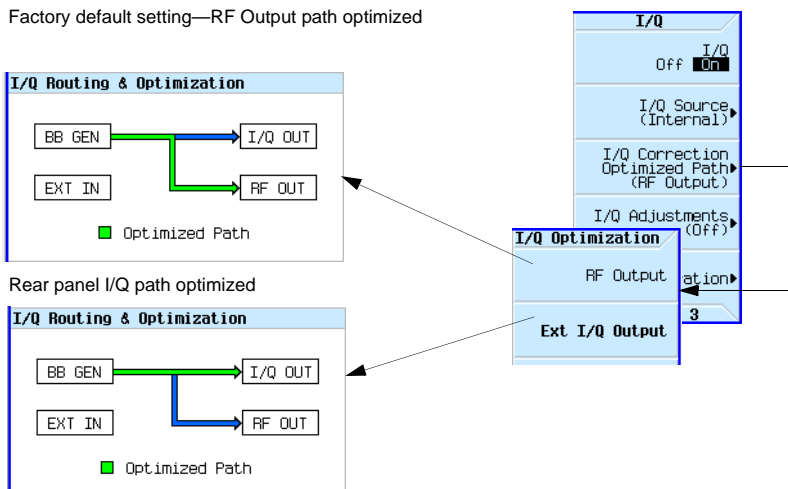 Factory default setting—RF Output path optimized
I/Q Routing & Optimization
BB GEN
I/Q OUT
EXT IN
RF OUT
Optimized Path
Rear panel I/Q path optimized
I/Q Routing & Optimization
BB GEN
I/Q OUT
EXT IN
RF OUT
Optimized Path
I/Q
I/Q
Off On
I/Q Source
(Internal)
I/Q Correction
Optimized Path
(RF Output)
I/Q Adjustments
(Off)
ation
3
I/Q Optimization
RF Output
Ext I/Q Output